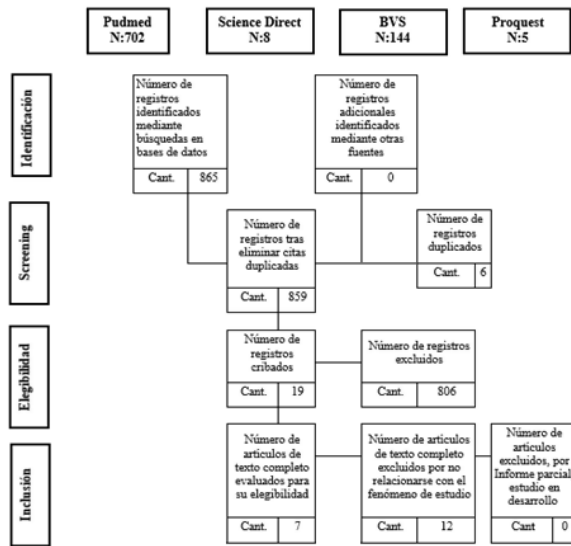 Pudmed
N:702
Science Direct
N:8
BVS
N:144
Proquest
N:5
Identificación
Número de
registros
identificados
mediante
búsquedas en
bases de datos
Cant. 865
Número de
registros
adicionales
identificados
mediante otras
fuentes
Cant. 0
Screening
Número de
registros tras
eliminar citas
duplicadas
Cant. 859
Número de
registros
duplicados
Cant. 6
Elegibilidad
Número de
registros
cribados
Cant. 19
Número de registros
excluidos
Cant. 806
Inclusión
Número de
artículos de
texto completo
evaluados para
su elegibilidad
Cant. 7
Número de artículos
de texto completo
excluidos por no
relacionarse con el
fenómeno de estudio
Cant. 12
Número de
artículos
excluidos, por
Informe parcial
estudio en
desarrollo
Cant 0